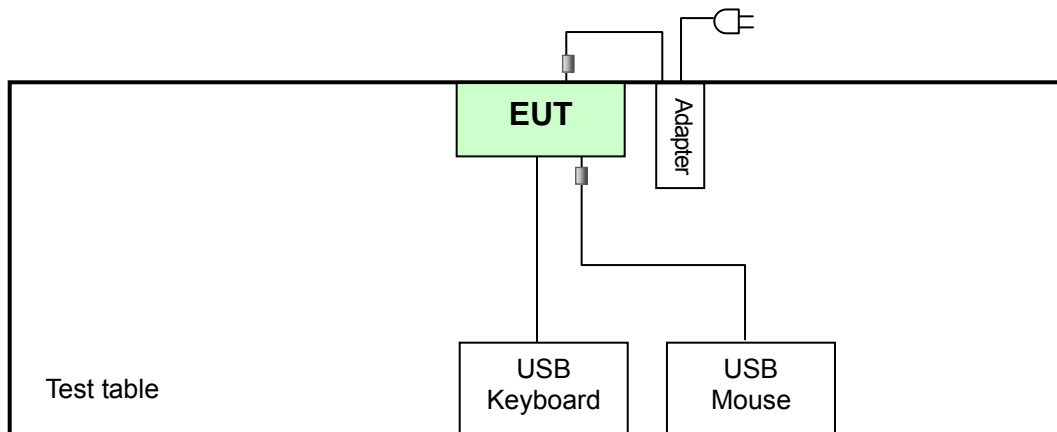 EUT
Adapter
USB
Keyboard
USB
Mouse
Test table